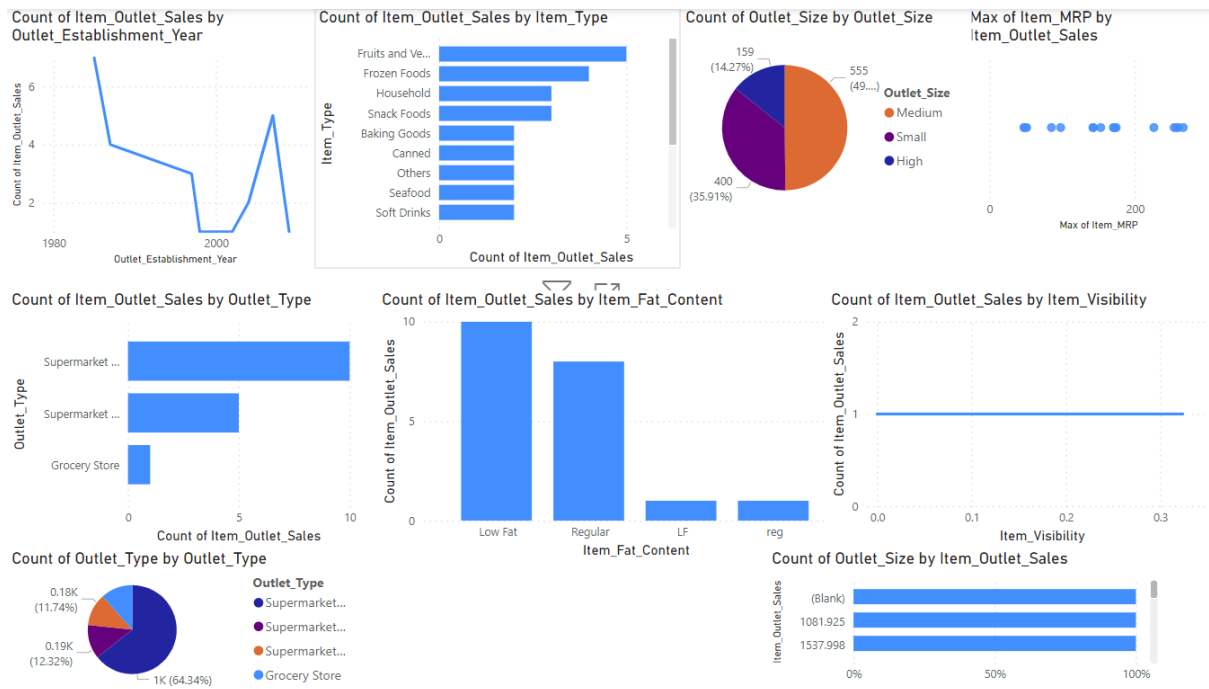 Count of Item_Outlet_Sales by
Outlet_Establishment_Year
Count of Item_Outlet_Sales
6
4
2
1980
2000
Outlet_Establishment_Year
Count of Item_Outlet_Sales by Item_Type
Item_Type
Fruits and Ve...
Frozen Foods
Household
Snack Foods
Baking Goods
Canned
Others
Seafood
Soft Drinks
0
5
Count of Item_Outlet_Sales
Count of Outlet_Size by Outlet_Size
159
(14.27%)
555
(49....)
400
(35.91%)
Outlet_Size
Medium
Small
High
Max of Item_MRP by
Item_Outlet_Sales
0
200
Max of Item_MRP
Count of Item_Outlet_Sales by Outlet_Type
Outlet_Type
Supermarket ...
Supermarket ...
Grocery Store
0
5
10
Count of Item_Outlet_Sales
Count of Item_Outlet_Sales by Item_Fat_Content
Count of Item_Outlet_Sales
10
5
0
Low Fat
Regular
LF
reg
Item_Fat_Content
Count of Item_Outlet_Sales by Item_Visibility
Count of Item_Outlet_Sales
2
1
0
0.0
0.1
0.2
0.3
Item_Visibility
Count of Outlet_Type by Outlet_Type
0.18K
(11.74%)
0.19K
(12.32%)
1K (64.34%)
Outlet_Type
Supermarket...
Supermarket...
Supermarket...
Grocery Store
Count of Outlet_Size by Item_Outlet_Sales
Item_Outlet_Sales
(Blank)
1081.925
1537.998
0%
50%
100%